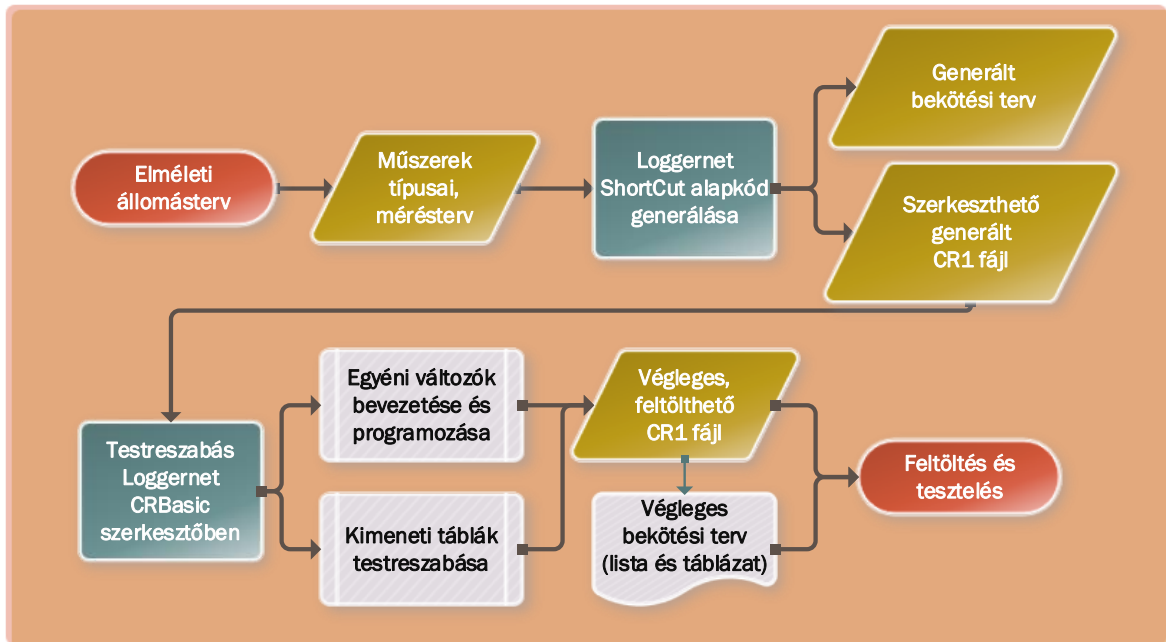 Elméleti
állomásterv
Műszerek
típusai,
mérésterv
Loggernet
ShortCut alapkód
generálása
Generált
bekötési terv
Szerkeszthető
generált
CR1 fájl
Testreszabás
Loggernet
CRBasic
szerkesztőben
Egyéni változók
bevezetése és
programozása
Kimeneti táblák
testreszabása
Végleges,
feltölthető
CR1 fájl
Végleges
bekötési terv
(lista és táblázat)
Feltöltés és
tesztelés